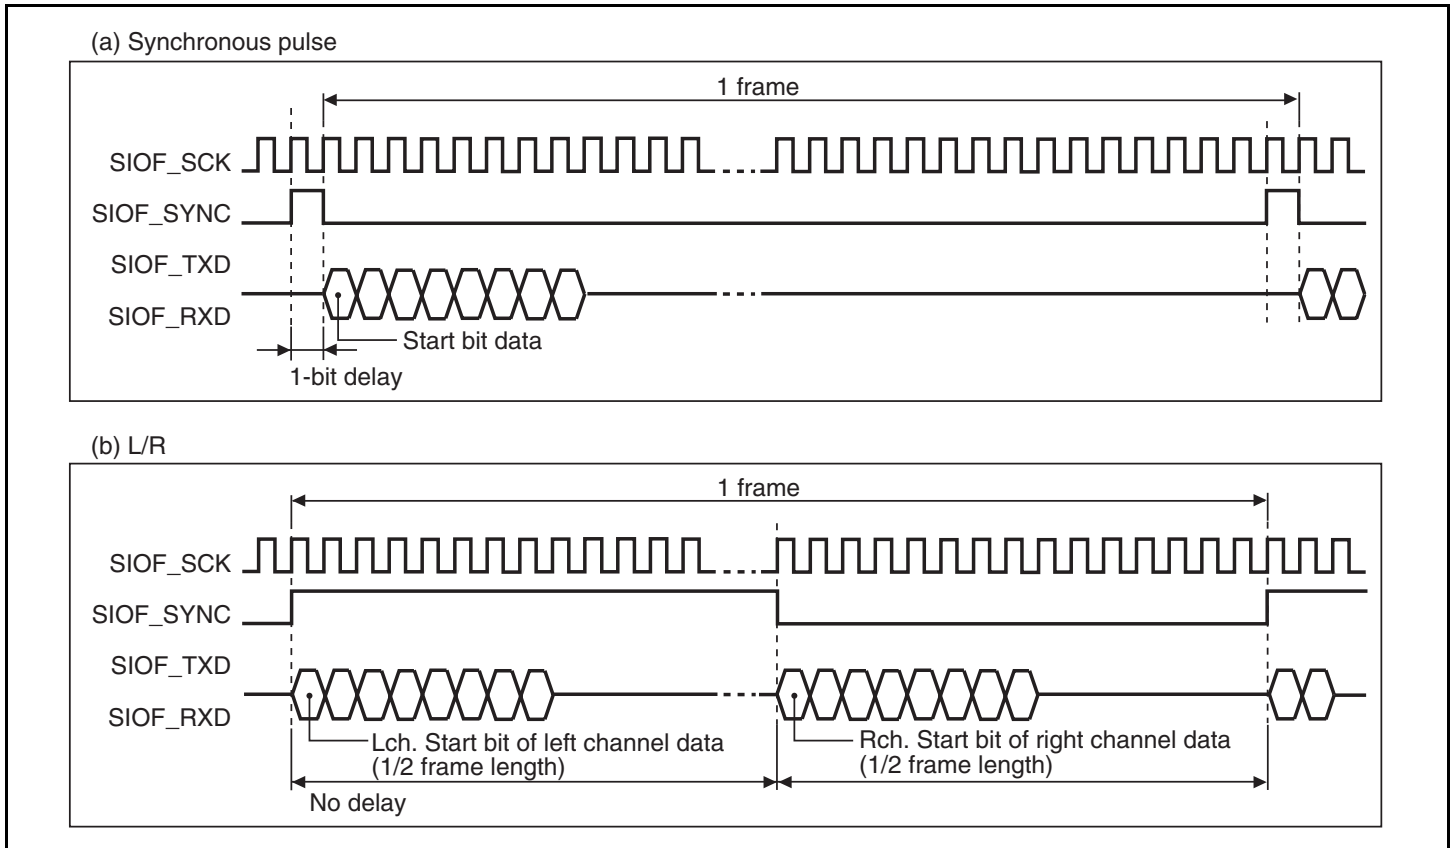 (a) Synchronous pulse
1 frame
SIOF_SCK
SIOF_SYNC
SIOF_TXD
SIOF_RXD
Start bit data
1-bit delay
(b) L/R
1 frame
SIOF_SCK
SIOF_SYNC
SIOF_TXD
SIOF_RXD
Lch. Start bit of left channel data
(1/2 frame length)
Rch. Start bit of right channel data
(1/2 frame length)
No delay